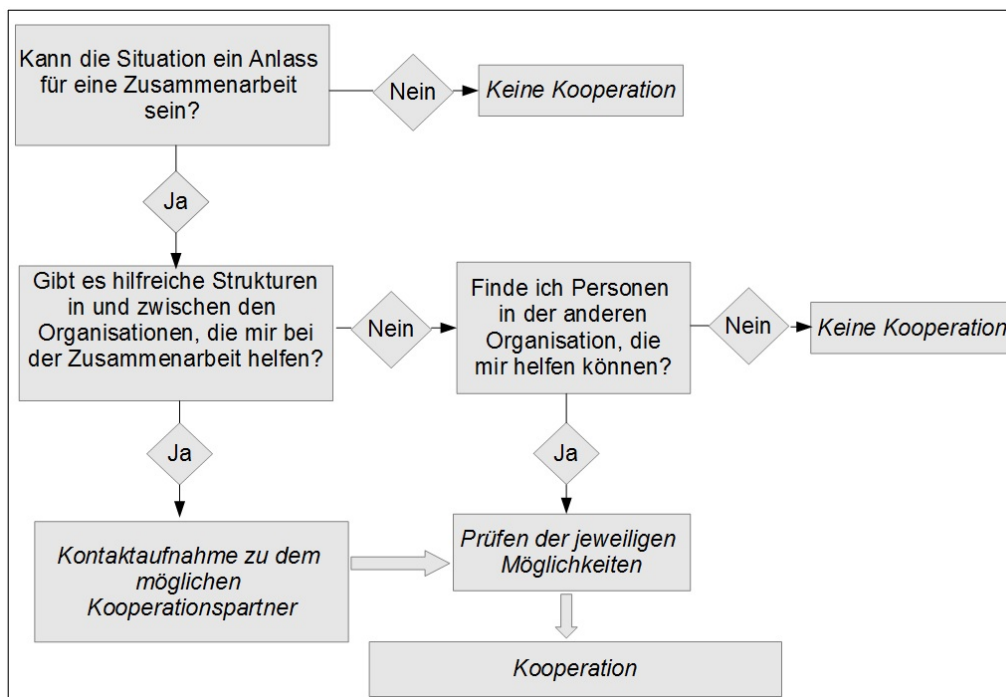 Kann die Situation ein Anlass
für eine Zusammenarbeit
sein?
Nein
Keine Kooperation
Ja
Gibt es hilfreiche Strukturen
in und zwischen den
Organisationen, die mir bei
der Zusammenarbeit helfen?
Nein
Finde ich Personen
in der anderen
Organisation, die
mir helfen können?
Nein
Keine Kooperation
Ja
Ja
Kontaktaufnahme zu dem
möglichen
Kooperationspartner
Prüfen der jeweiligen
Möglichkeiten
Kooperation